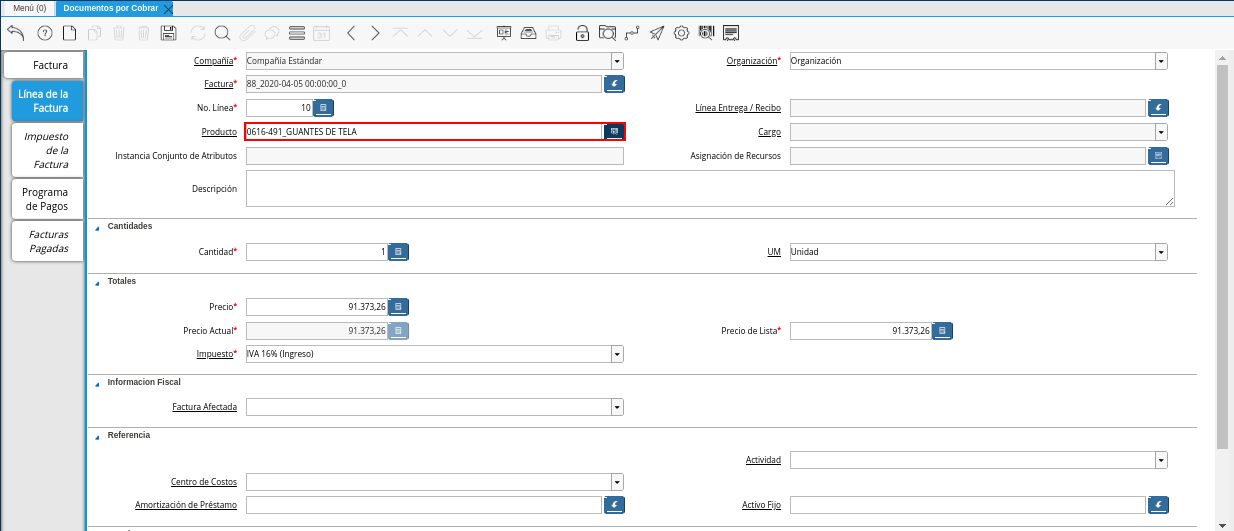 Menú (0)
Documentos por Cobrar
Factura
Línea de la
Factura
Impuesto
de la
Factura
Programa
de Pagos
Facturas
Pagadas
Compañía* Compañía Estándar
Organización* Organización
Factura* 88_2020-04-05 00:00:00_0
No. Línea* 10
Línea Entrega / Recibo
Producto 0616-491_GUANTES DE TELA
Cargo
Instancia Conjunto de Atributos
Asignación de Recursos
Descripción
Cantidades
Cantidad* 1
UM Unidad
Totales
Precio* 91.373,26
Precio Actual* 91.373,26
Precio de Lista* 91.373,26
Impuesto* IVA 16% (Ingreso)
Informacion Fiscal
Factura Afectada
Referencia
Actividad
Centro de Costos
Amortización de Préstamo
Activo Fijo